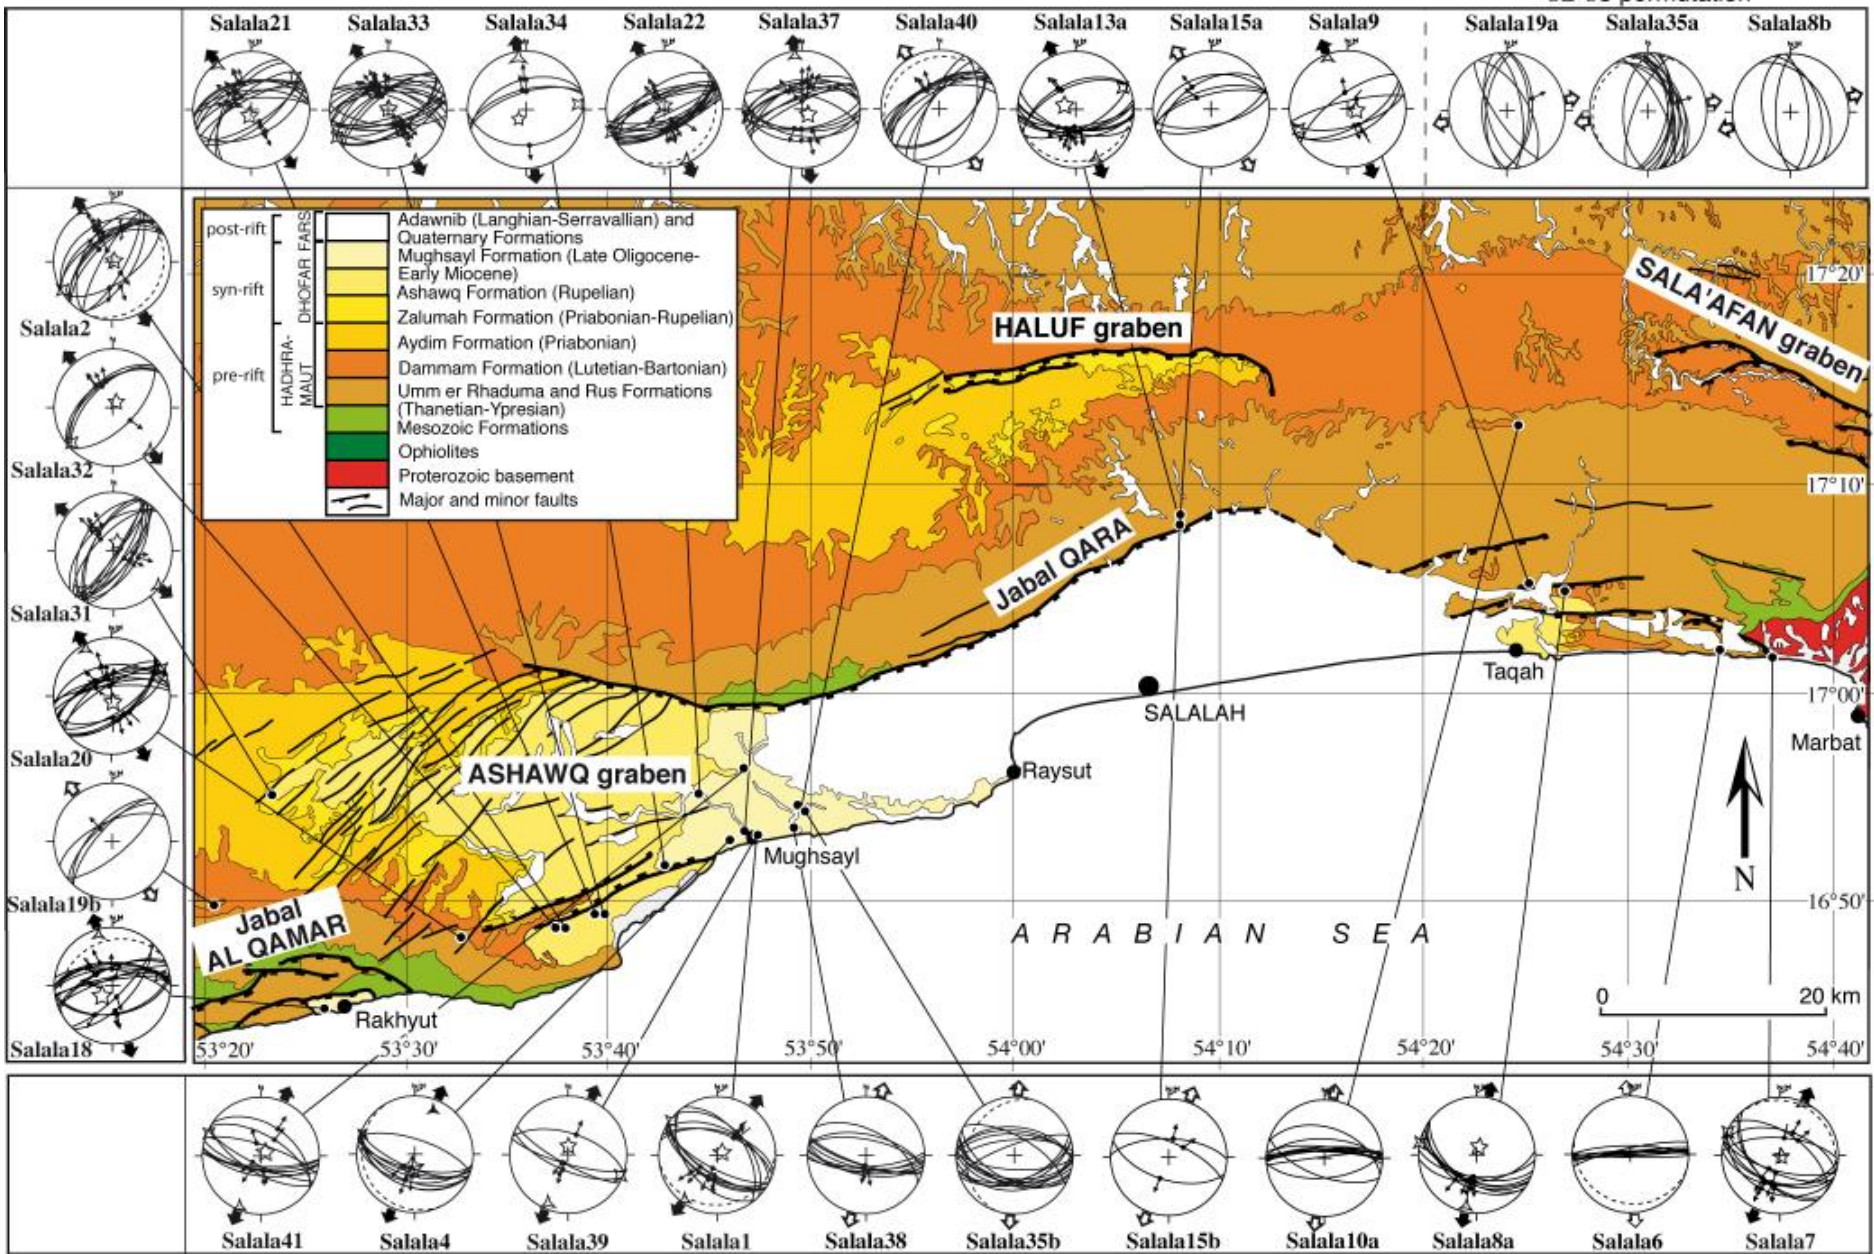 Salala21 Salala33 Salala34 Salala22 Salala37 Salala40 Salala13a Salala15a Salala9 Salala19a Salala35a Salala8b
Salala2
Salala32
Salala31
Salala20
Salala19b
Salala18
post-rift
syn-rift
pre-rift
FARS
DHOFAR
HADHRA-
MAUT
Adawnib (Langhian-Serravallian) and
Quaternary Formations
Mughsayl Formation (Late Oligocene-
Early Miocene)
Ashawq Formation (Rupelian)
Zalumah Formation (Priabonian-Rupelian)
Aydim Formation (Priabonian)
Dammam Formation (Lutetian-Bartonian)
Umm er Rhaduma and Rus Formations
(Thanetian-Ypresian)
Mesozoic Formations
Ophiolites
Proterozoic basement
Major and minor faults
HALUF graben
SALA'AFAN graben
Jabal QARA
ASHAWQ graben
Jabal
AL QAMAR
Taqah
SALALAH
Marbat
Raysut
Mughsayl
Rakhyut
ARABIAN SEA
N
0 20 km
17°20'
17°10'
17°00'
16°50'
53°20' 53°30' 53°40' 53°50' 54°00' 54°10' 54°20' 54°30' 54°40'
Salala41 Salala4 Salala39 Salala1 Salala38 Salala35b Salala15b Salala10a Salala8a Salala6 Salala7